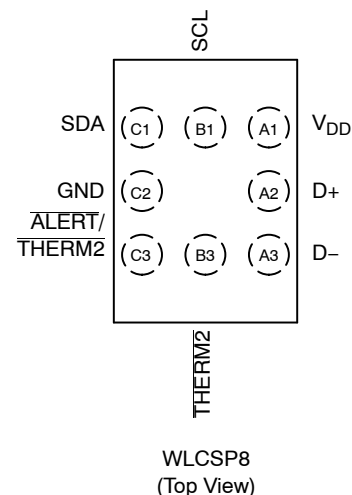 SCL
SDA C1 B1 A1 VDD
GND C2 A2 D+
ALERT/
THERM2 C3 B3 A3 D−
THERM2
WLCSP8
(Top View)